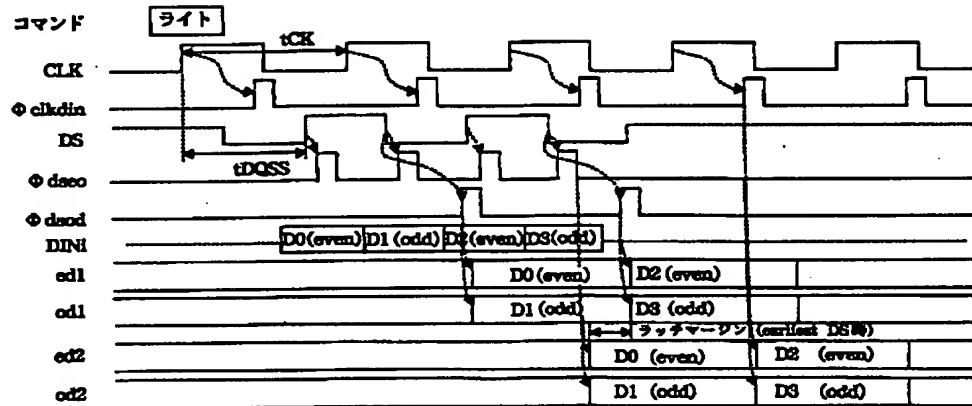 コマンド ライト
tCK
CLK
Φclkdin
DS
tDQSS
Φdseo
Φdsod
DINi D0(even) D1(odd) D2(even) D3(odd)
ed1 D0(even) D2(even)
od1 D1(odd) D3(odd)
ラッチマージン(earliest DS時)
ed2 D0(even) D2(even)
od2 D1(odd) D3(odd)